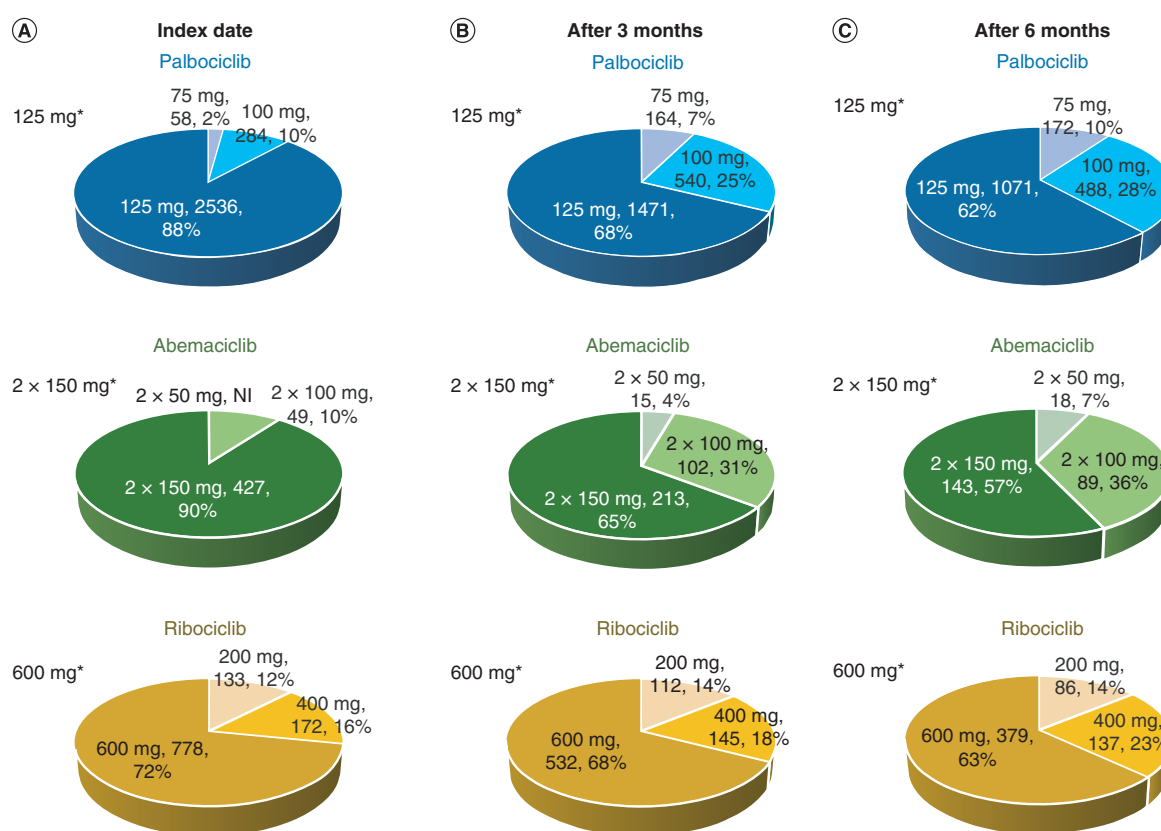 A
Index date
Palbociclib
125 mg*
75 mg,
58, 2%
100 mg,
284, 10%
125 mg, 2536,
88%
Abemaciclib
2 × 150 mg*
2 × 50 mg, NI
2 × 100 mg,
49, 10%
2 × 150 mg, 427,
90%
Ribociclib
600 mg*
200 mg,
133, 12%
400 mg,
172, 16%
600 mg, 778,
72%
B
After 3 months
Palbociclib
125 mg*
75 mg,
164, 7%
100 mg,
540, 25%
125 mg, 1471,
68%
Abemaciclib
2 × 150 mg*
2 × 50 mg,
15, 4%
2 × 100 mg,
102, 31%
2 × 150 mg, 213,
65%
Ribociclib
600 mg*
200 mg,
112, 14%
400 mg,
145, 18%
600 mg,
532, 68%
C
After 6 months
Palbociclib
125 mg*
75 mg,
172, 10%
100 mg,
488, 28%
125 mg, 1071,
62%
Abemaciclib
2 × 150 mg*
2 × 50 mg,
18, 7%
2 × 100 mg,
89, 36%
2 × 150 mg,
143, 57%
Ribociclib
600 mg*
200 mg,
86, 14%
400 mg,
137, 23%
600 mg, 379,
63%